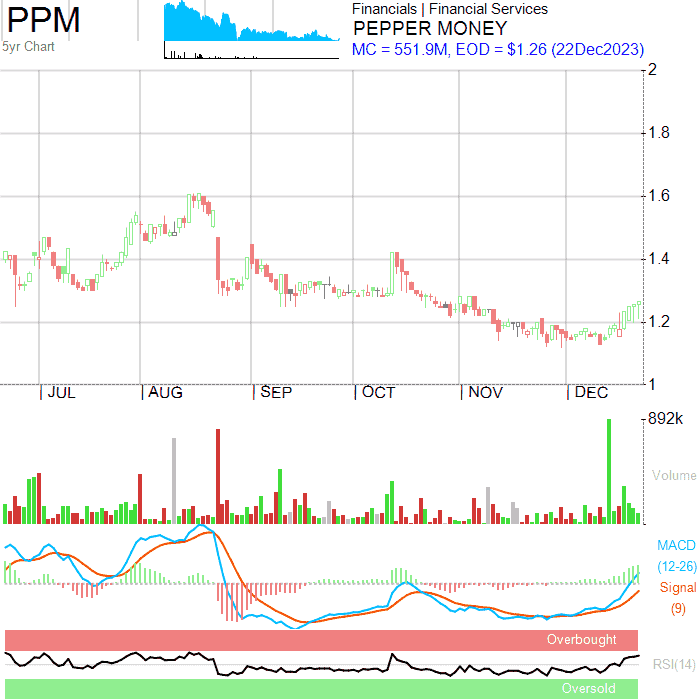 PPM
5yr Chart
Financials | Financial Services
PEPPER MONEY
MC = 551.9M, EOD = $1.26 (22Dec2023)
2
1.8
1.6
1.4
1.2
1
JUL AUG SEP OCT NOV DEC
892k
Volume
MACD
(12-26)
Signal
(9)
Overbought
RSI(14)
Oversold